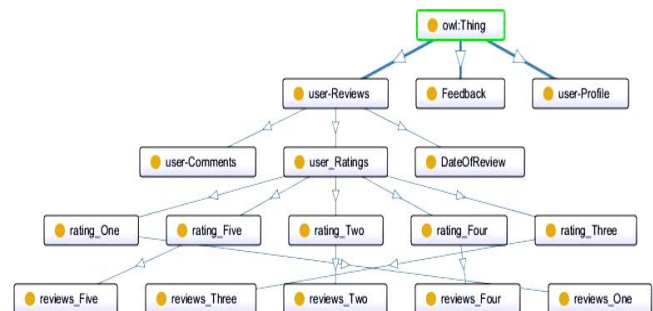 owl:Thing
user-Reviews
Feedback
user-Profile
user-Comments
user_Ratings
DateOfReview
rating_One
rating_Five
rating_Two
rating_Four
rating_Three
reviews_Five
reviews_Three
reviews_Two
reviews_Four
reviews_One